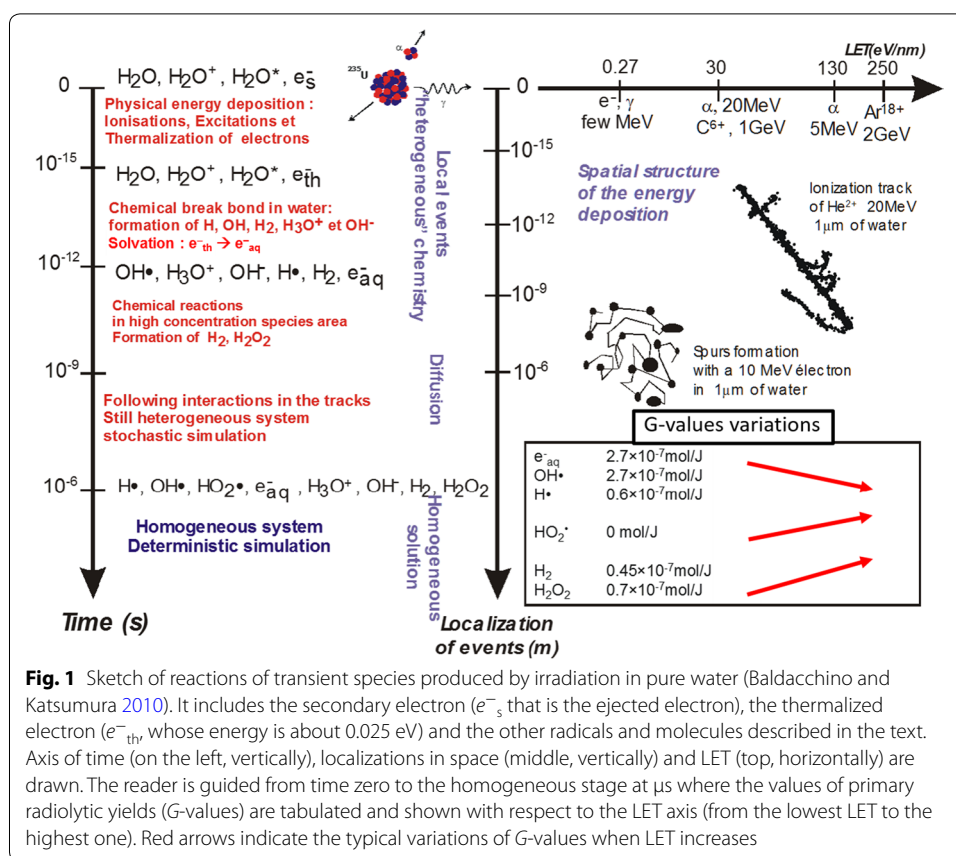 LET(eV/nm)
0.27 30 130 250
e⁻, γ
few MeV
α, 20MeV
C⁶⁺, 1GeV
α
5MeV
Ar¹⁸⁺
2GeV
α
²³⁵U
γ
0
H₂O, H₂O⁺, H₂O*, e⁻s
Physical energy deposition :
Ionisations, Excitations et
Thermalization of electrons
10⁻¹⁵
H₂O, H₂O⁺, H₂O*, e⁻th
Chemical break bond in water:
formation of H, OH, H₂, H₃O⁺ et OH⁻
Solvation : e⁻th → e⁻aq
10⁻¹²
OH•, H₃O⁺, OH⁻, H•, H₂, e⁻aq
Chemical reactions
in high concentration species area
Formation of H₂, H₂O₂
10⁻⁹
Following interactions in the tracks
Still heterogeneous system
stochastic simulation
10⁻⁶
H•, OH•, HO₂•, e⁻aq , H₃O⁺, OH⁻, H₂, H₂O₂
Homogeneous system
Deterministic simulation
Time (s)
Local events
"heterogenous" chemistry
Diffusion
Homogeneous
solution
0
10⁻¹⁵
10⁻¹²
10⁻⁹
10⁻⁶
Localization
of events (m)
Spatial structure
of the energy
deposition
Ionization track
of He²⁺ 20MeV
1μm of water
Spurs formation
with a 10 MeV électron
in 1μm of water
G-values variations
e⁻aq 2.7×10⁻⁷mol/J
OH• 2.7×10⁻⁷mol/J
H• 0.6×10⁻⁷mol/J
HO₂• 0 mol/J
H₂ 0.45×10⁻⁷mol/J
H₂O₂ 0.7×10⁻⁷mol/J
Fig. 1 Sketch of reactions of transient species produced by irradiation in pure water (Baldacchino and
Katsumura 2010). It includes the secondary electron (e⁻s that is the ejected electron), the thermalized
electron (e⁻th, whose energy is about 0.025 eV) and the other radicals and molecules described in the text.
Axis of time (on the left, vertically), localizations in space (middle, vertically) and LET (top, horizontally) are
drawn. The reader is guided from time zero to the homogeneous stage at μs where the values of primary
radiolytic yields (G-values) are tabulated and shown with respect to the LET axis (from the lowest LET to the
highest one). Red arrows indicate the typical variations of G-values when LET increases